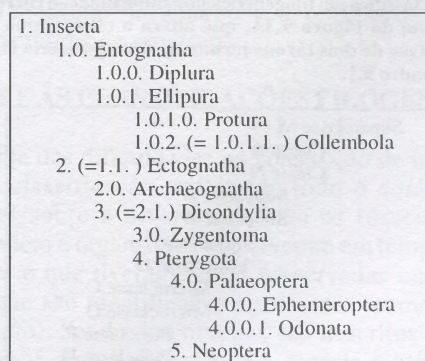 1. Insecta
1.0. Entognatha
1.0.0. Diplura
1.0.1. Ellipura
1.0.1.0. Protura
1.0.2. (= 1.0.1.1. ) Collembola
2. (=1.1. ) Ectognatha
2.0. Archaeognatha
3. (=2.1.) Dicondylia
3.0. Zygentoma
4. Pterygota
4.0. Palaeoptera
4.0.0. Ephemeroptera
4.0.0.1. Odonata
5. Neoptera